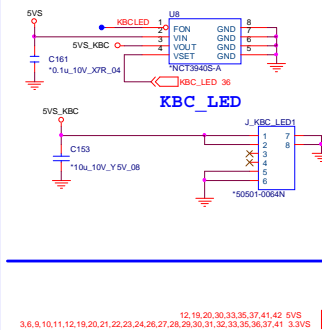 5VS
U8
KBCLED 1 FON GND 8
2 VIN GND 7
5VS_KBC 3 VOUT GND 6
4 VSET GND 5
C161
*0.1u_10V_X7R_04
*NCT3940S-A
KBC_LED 36
KBC_LED
5VS_KBC
J_KBC_LED1
1 7
2 8
3
4
5
6
C153
*10u_10V_Y5V_08
*50501-0064N
12,19,20,30,33,35,37,41,42 5VS
3,6,9,10,11,12,19,20,21,22,23,24,26,27,28,29,30,31,32,33,35,36,37,41 3.3VS